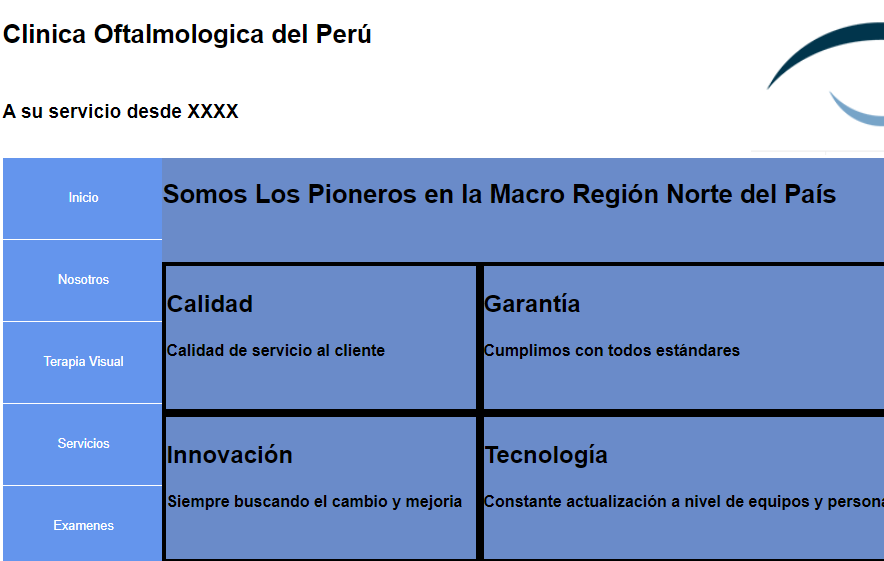 Clinica Oftalmologica del Perú
A su servicio desde XXXX
Inicio
Nosotros
Terapia Visual
Servicios
Examenes
Somos Los Pioneros en la Macro Región Norte del País
Calidad
Calidad de servicio al cliente
Garantía
Cumplimos con todos estándares
Innovación
Siempre buscando el cambio y mejoria
Tecnología
Constante actualización a nivel de equipos y